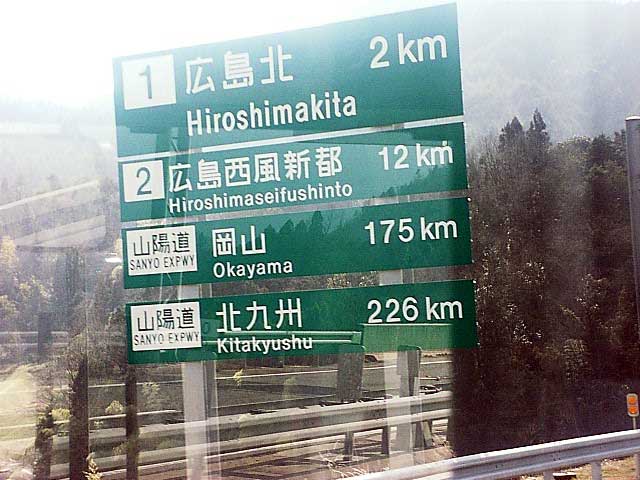 1 広島北 2 km
Hiroshimakita
2 広島西風新都 12 km
Hiroshimaseifushinto
山陽道 岡山 175 km
SANYO EXPWY Okayama
山陽道 北九州 226 km
SANYO EXPWY Kitakyushu